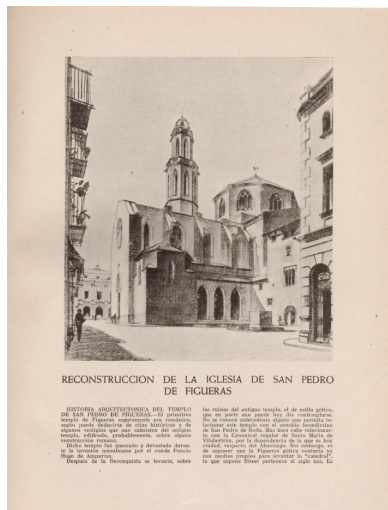 RECONSTRUCCION DE LA IGLESIA DE SAN PEDRO
DE FIGUERAS
HISTORIA ARQUITECTONICA DEL TEMPLO
DE SAN PEDRO DE FIGUERAS.—El primitivo
templo de Figueras seguramente era románico,
según puede deducirse de citas históricas y de
algunos vestigios que aún subsisten del antiguo
templo, edificado, probablemente, sobre alguna
construcción romana.
Dicho templo fue quemado y devastado duran-
te la invasión musulmana por el conde Poncio
Hugo de Ampurias.
Después de la Reconquista se levanta, sobre
las ruinas del antiguo templo, el de estilo gótico,
que en parte aun puede hoy día contemplarse.
No se conoce antecedente alguno que permita re-
lacionar este templo con el cenobio benedictino
de San Pedro de Roda. Más bien cabe relacionar-
lo con la Canonical regular de Santa María de
Vilabertrán, por la dependencia de la que es hoy
ciudad, respecto del Abaciazgo. Sin embargo, es
de suponer que la Figueras gótica contaría ya
con medios propios para levantar la "catedral",
la que supone Street pertenece al siglo XIII. Es